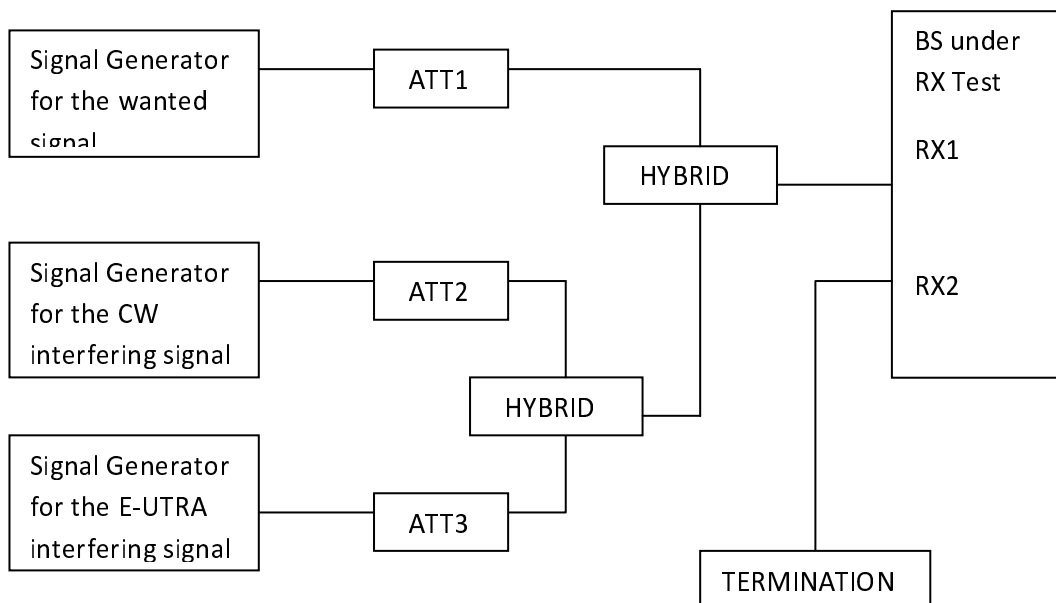 Signal Generator
for the wanted
signal
ATT1
HYBRID
BS under
RX Test
RX1
RX2
Signal Generator
for the CW
interfering signal
ATT2
HYBRID
Signal Generator
for the E-UTRA
interfering signal
ATT3
TERMINATION